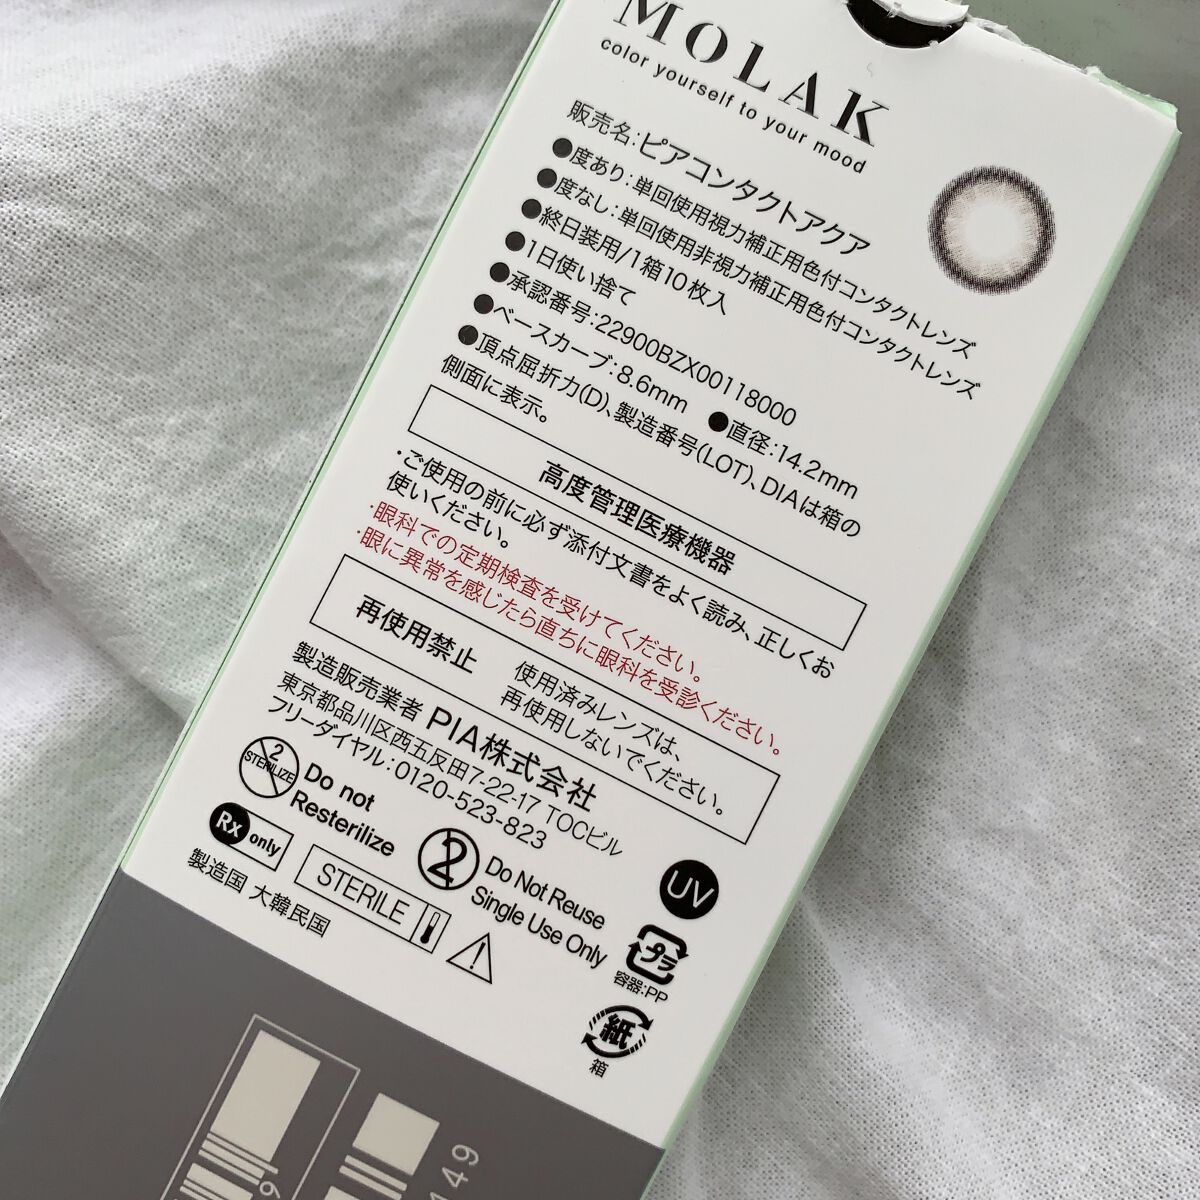 MOLAK
color yourself to your mood
販売名:ピアコンタクトアクア
●度あり:単回使用視力補正用色付コンタクトレンズ
●度なし:単回使用非視力補正用色付コンタクトレンズ
●終日装用/1箱10枚入
●1日使い捨て
●承認番号:22900BZX00118000
●ベースカーブ:8.6mm ●直径:14.2mm
●頂点屈折力(D)、製造番号(LOT)、DIAは箱の
側面に表示。
高度管理医療機器
・ご使用の前に必ず添付文書をよく読み、正しくお
使いください。
・眼科での定期検査を受けてください。
・眼に異常を感じたら直ちに眼科を受診ください。
再使用禁止 使用済みレンズは、
再使用しないでください。
製造販売業者 PIA株式会社
東京都品川区西五反田7-22-17 TOCビル
フリーダイヤル:0120-523-823
2
STERILIZE
Do not
Resterilize
2
Do Not Reuse
Single Use Only
UV
Rx only
STERILE
プラ
容器:PP
製造国 大韓民国
紙
箱
49
9